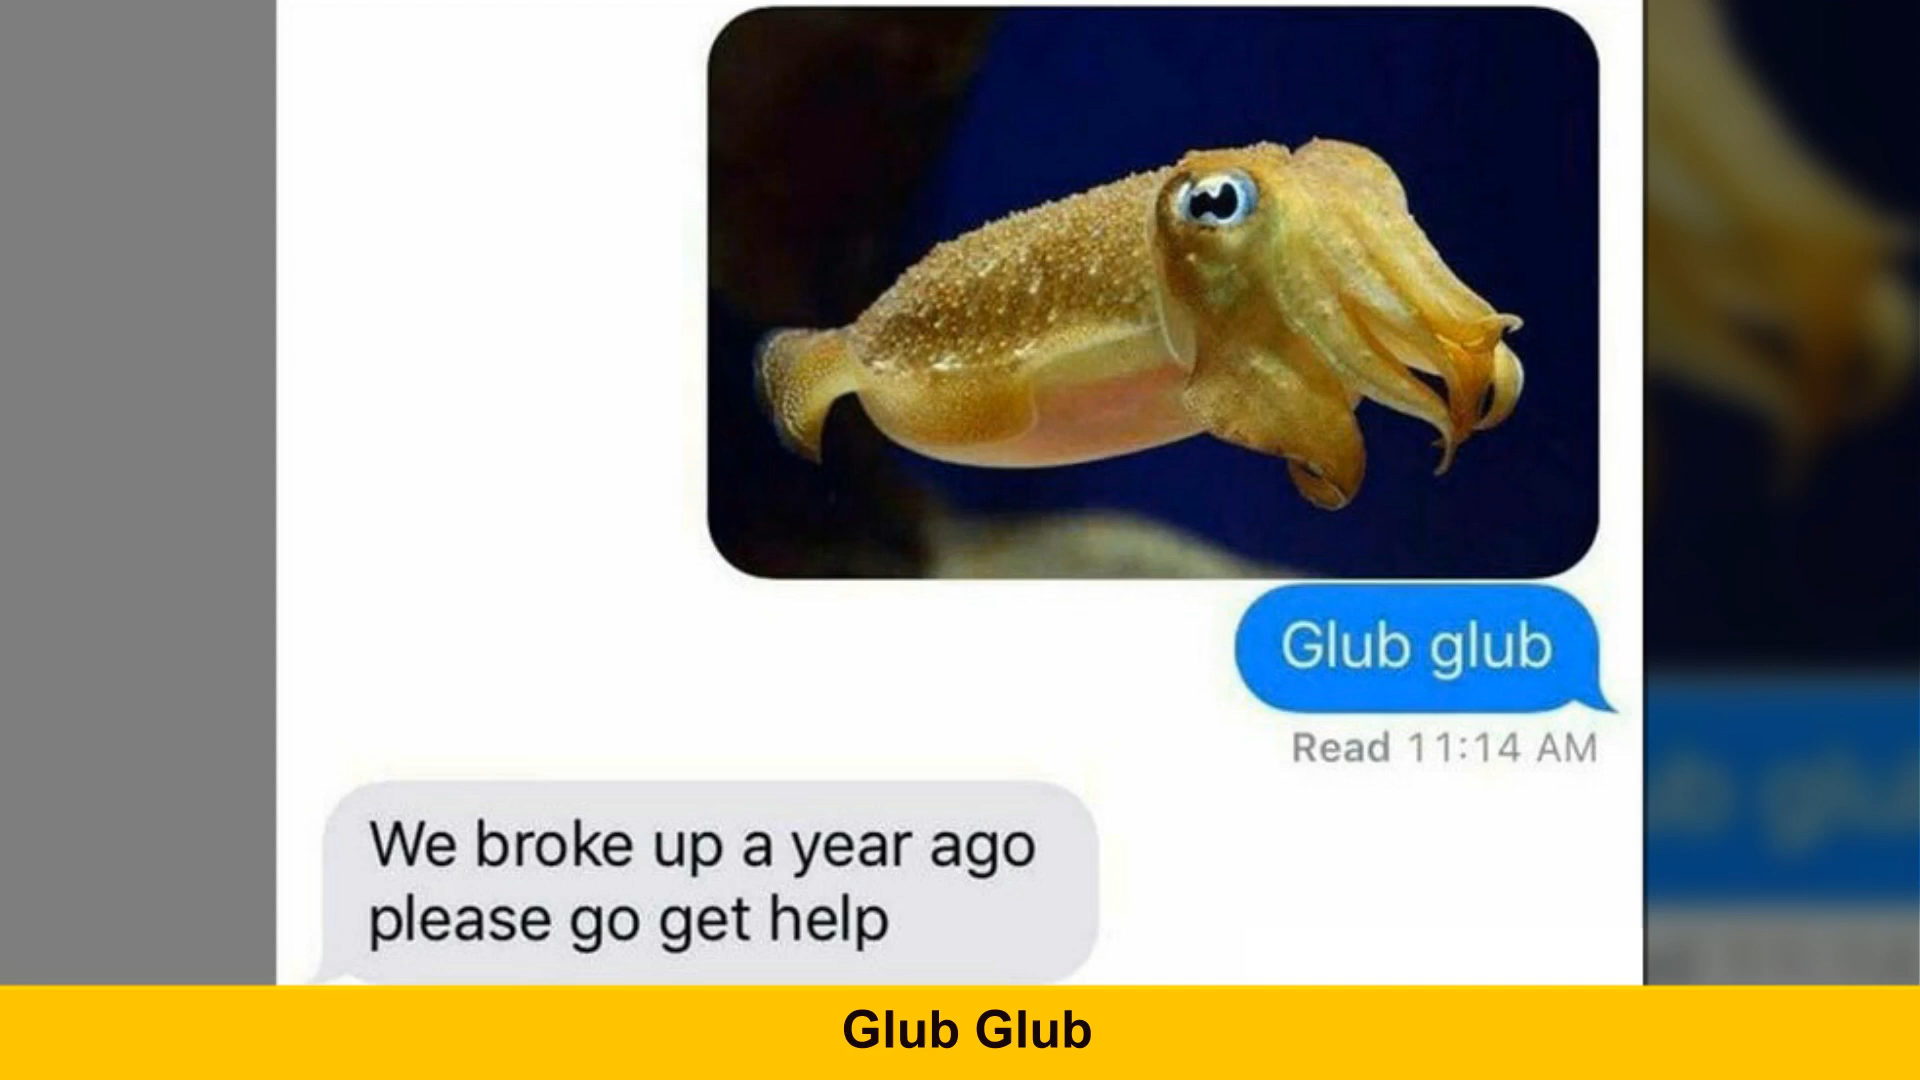 Glub glub
Read 11:14 AM
We broke up a year ago
please go get help
Glub Glub